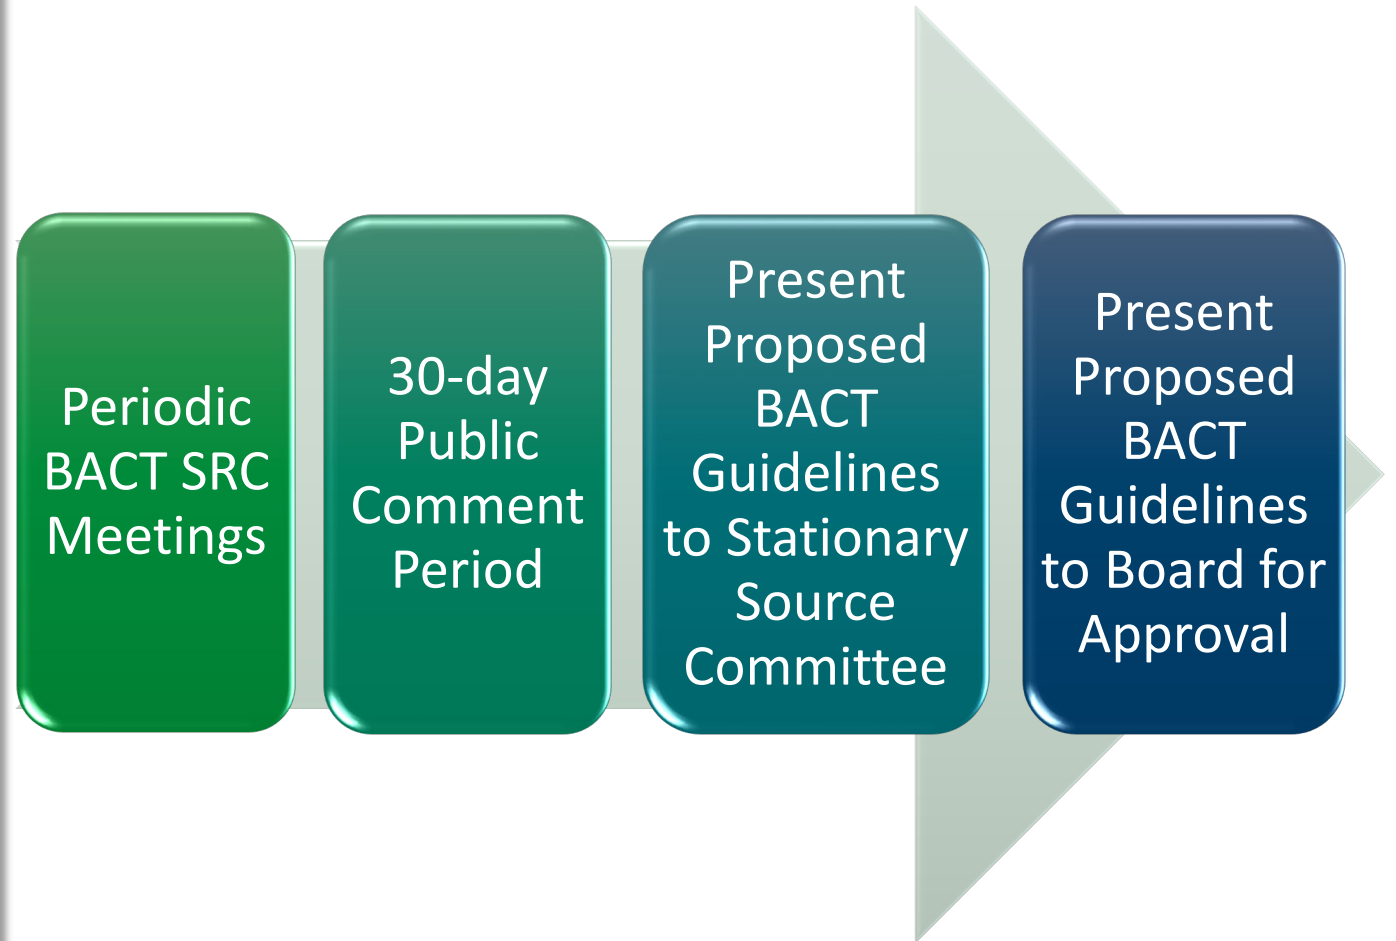 Periodic
BACT SRC
Meetings
30-day
Public
Comment
Period
Present
Proposed
BACT
Guidelines
to Stationary
Source
Committee
Present
Proposed
BACT
Guidelines
to Board for
Approval